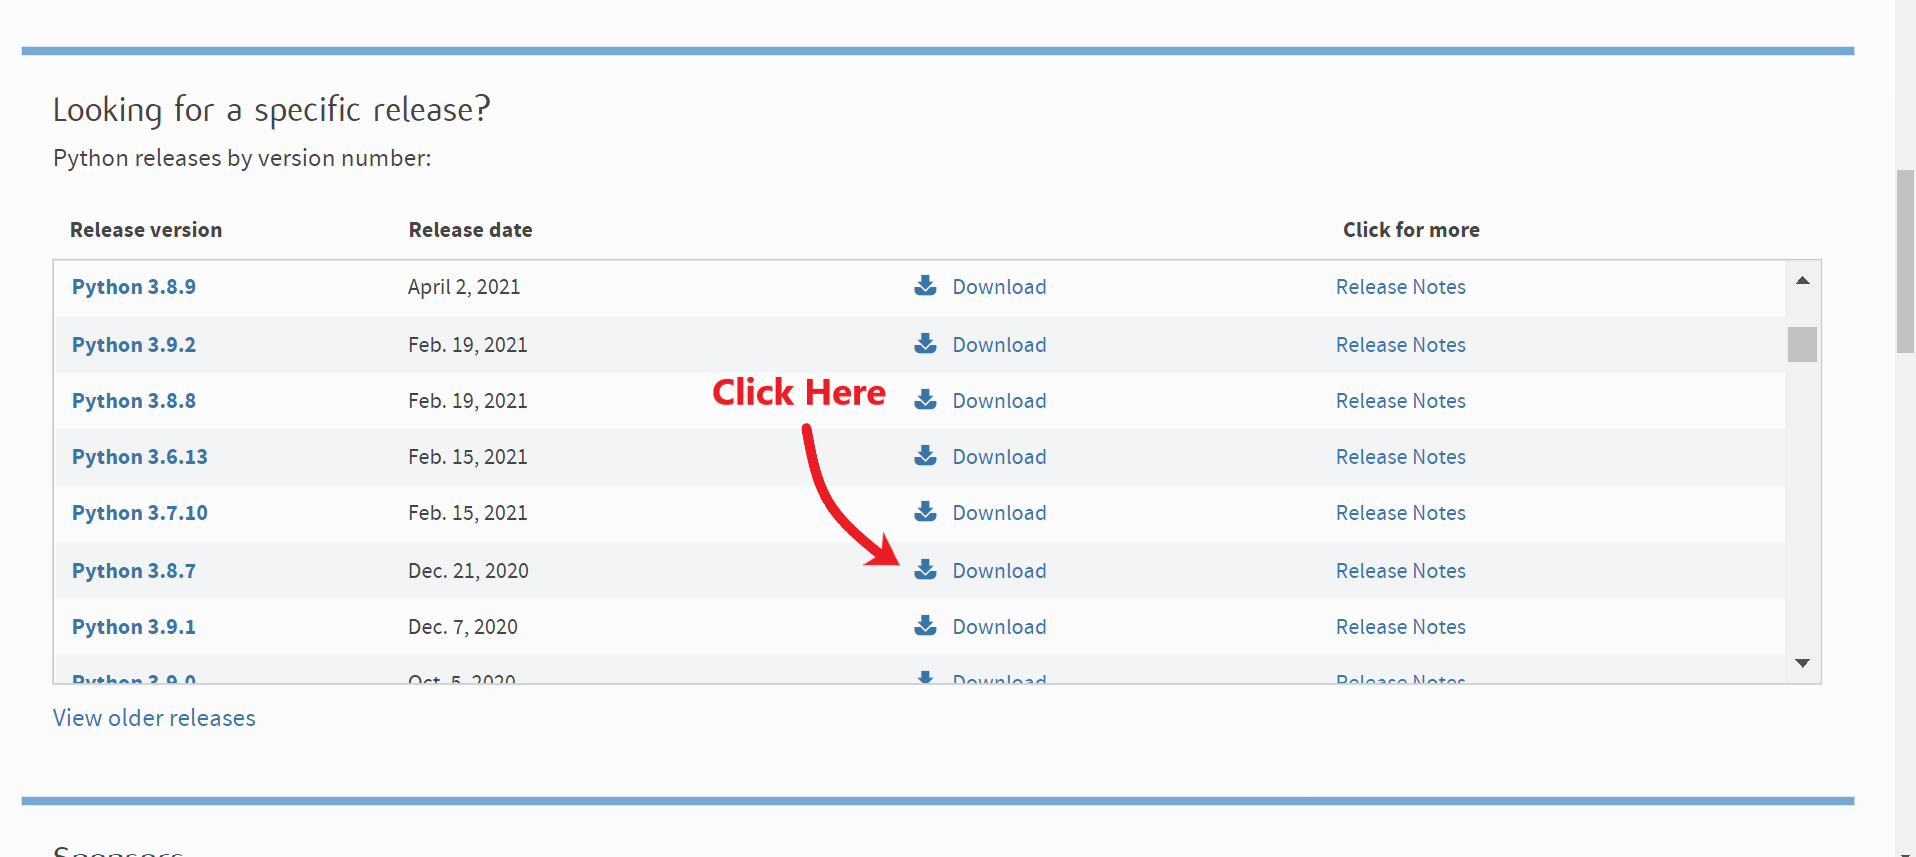 Looking for a specific release?
Python releases by version number:
Release version Release date Click for more
Python 3.8.9 April 2, 2021 Download Release Notes
Python 3.9.2 Feb. 19, 2021 Download Release Notes
Click Here
Python 3.8.8 Feb. 19, 2021 Download Release Notes
Python 3.6.13 Feb. 15, 2021 Download Release Notes
Python 3.7.10 Feb. 15, 2021 Download Release Notes
Python 3.8.7 Dec. 21, 2020 Download Release Notes
Python 3.9.1 Dec. 7, 2020 Download Release Notes
Python 3.9.0 Oct. 5, 2020 Download Release Notes
View older releases
Sponsors